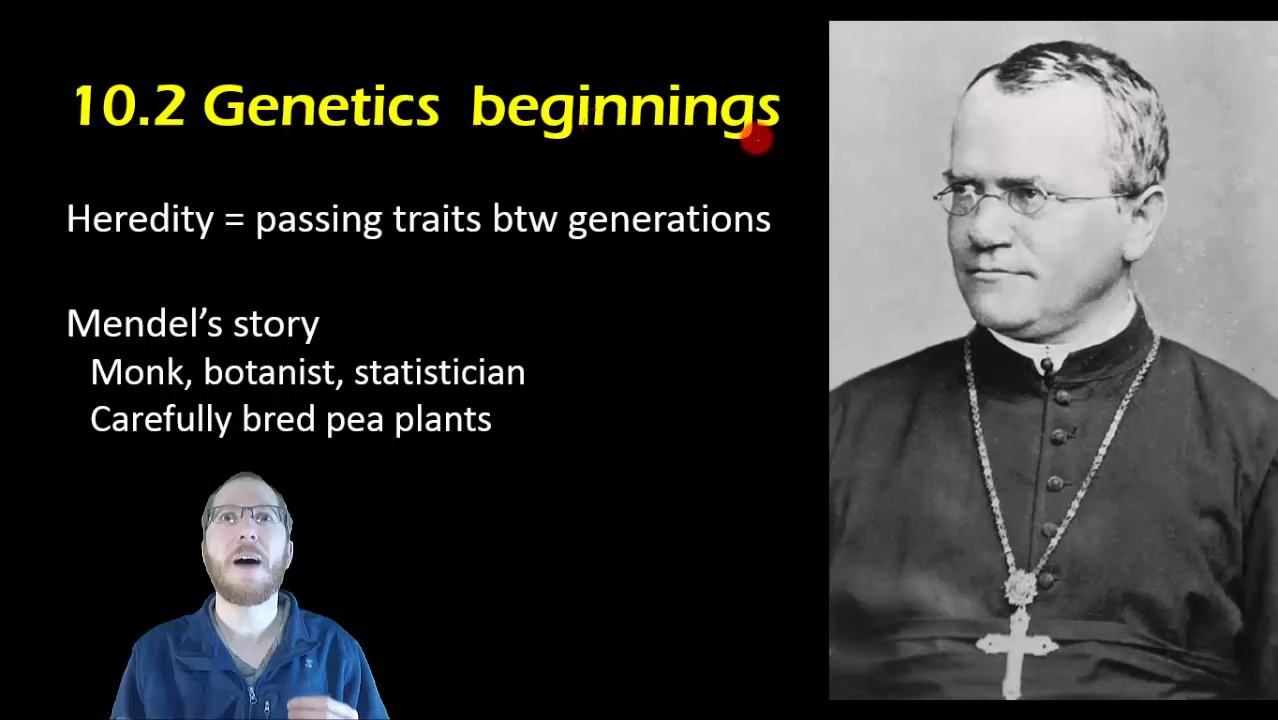 10.2 Genetics beginnings
Heredity = passing traits btw generations
Mendel's story
Monk, botanist, statistician
Carefully bred pea plants